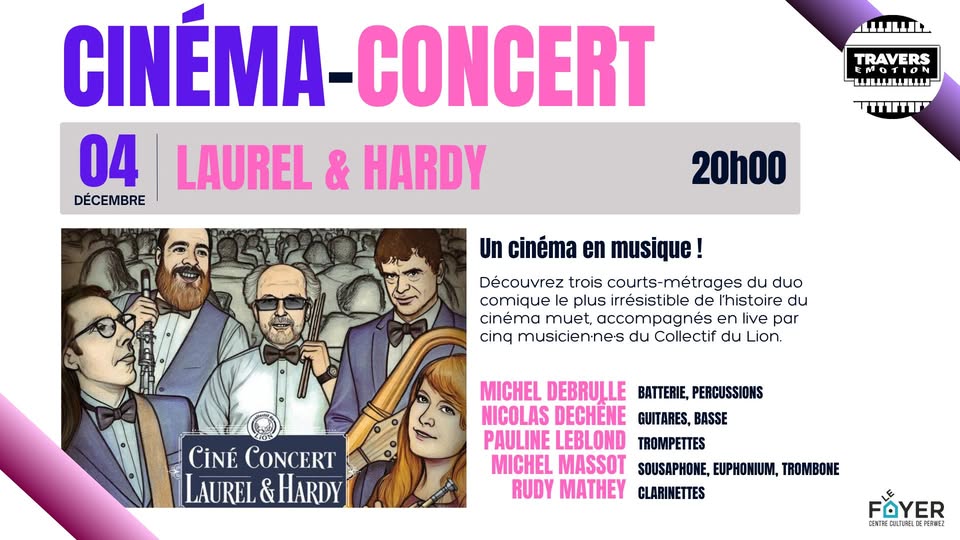 CINÉMA-CONCERT
TRAVERS
EMOTION
04
DÉCEMBRE
LAUREL & HARDY
20h00
Un cinéma en musique !
Découvrez trois courts-métrages du duo
comique le plus irrésistible de l'histoire du
cinéma muet, accompagnés en live par
cinq musicien·ne·s du Collectif du Lion.
MICHEL DEBRULLE BATTERIE, PERCUSSIONS
NICOLAS DECHÊNE GUITARES, BASSE
PAULINE LEBLOND TROMPETTES
MICHEL MASSOT SOUSAPHONE, EUPHONIUM, TROMBONE
RUDY MATHEY CLARINETTES
LION
CINÉ CONCERT
LAUREL & HARDY
LE
FOYER
CENTRE CULTUREL DE PERWEZ